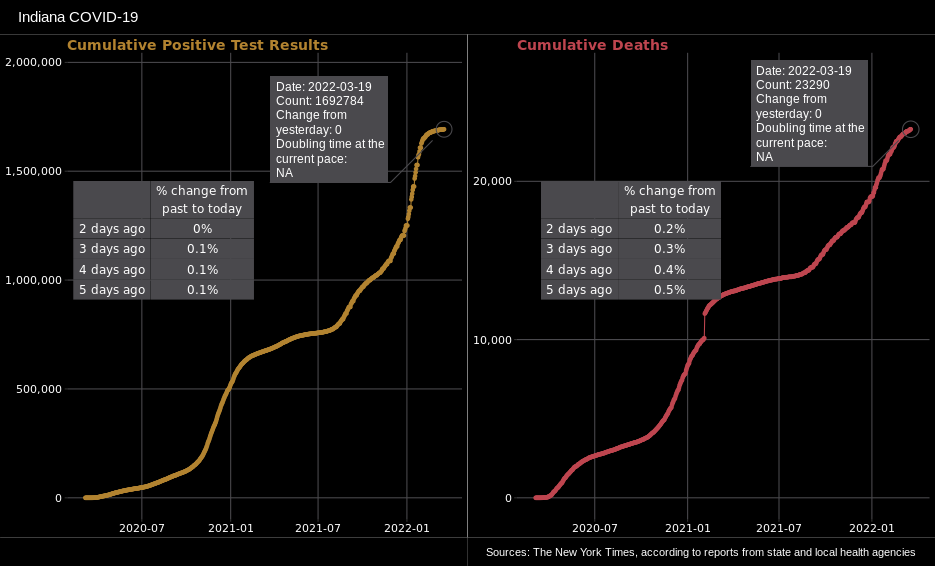 Indiana COVID-19
Cumulative Positive Test Results
2,000,000
1,500,000
1,000,000
500,000
0
2020-07
2021-01
2021-07
2022-01
Date: 2022-03-19
Count: 1692784
Change from
yesterday: 0
Doubling time at the
current pace:
NA
% change from
past to today
2 days ago 0%
3 days ago 0.1%
4 days ago 0.1%
5 days ago 0.1%
Cumulative Deaths
20,000
10,000
0
2020-07
2021-01
2021-07
2022-01
Date: 2022-03-19
Count: 23290
Change from
yesterday: 0
Doubling time at the
current pace:
NA
% change from
past to today
2 days ago 0.2%
3 days ago 0.3%
4 days ago 0.4%
5 days ago 0.5%
Sources: The New York Times, according to reports from state and local health agencies